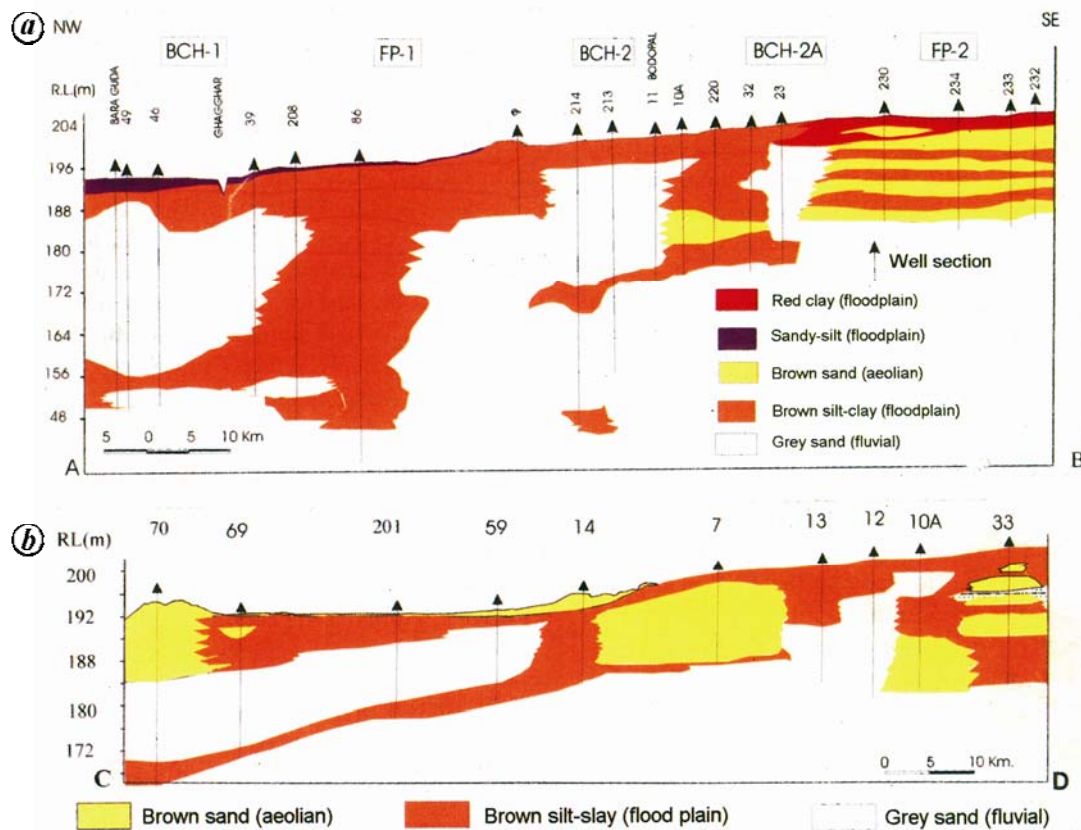 a
NW
SE
BCH-1
FP-1
BCH-2
BCH-2A
FP-2
R.L.(m)
BARA GUDA
49
46
GHAGGHAR
39
208
86
9
214
213
11 BODOPAL
10A
220
32
23
230
234
233
232
204
196
188
180
172
164
156
48
Well section
Red clay (floodplain)
Sandy-silt (floodplain)
Brown sand (aeolian)
Brown silt-clay (floodplain)
Grey sand (fluvial)
5 0 5 10 Km
A
B
b
RL(m)
70
69
201
59
14
7
13
12
10A
33
200
192
188
180
172
C
0 5 10 Km.
D
Brown sand (aeolian)
Brown silt-slay (flood plain)
Grey sand (fluvial)